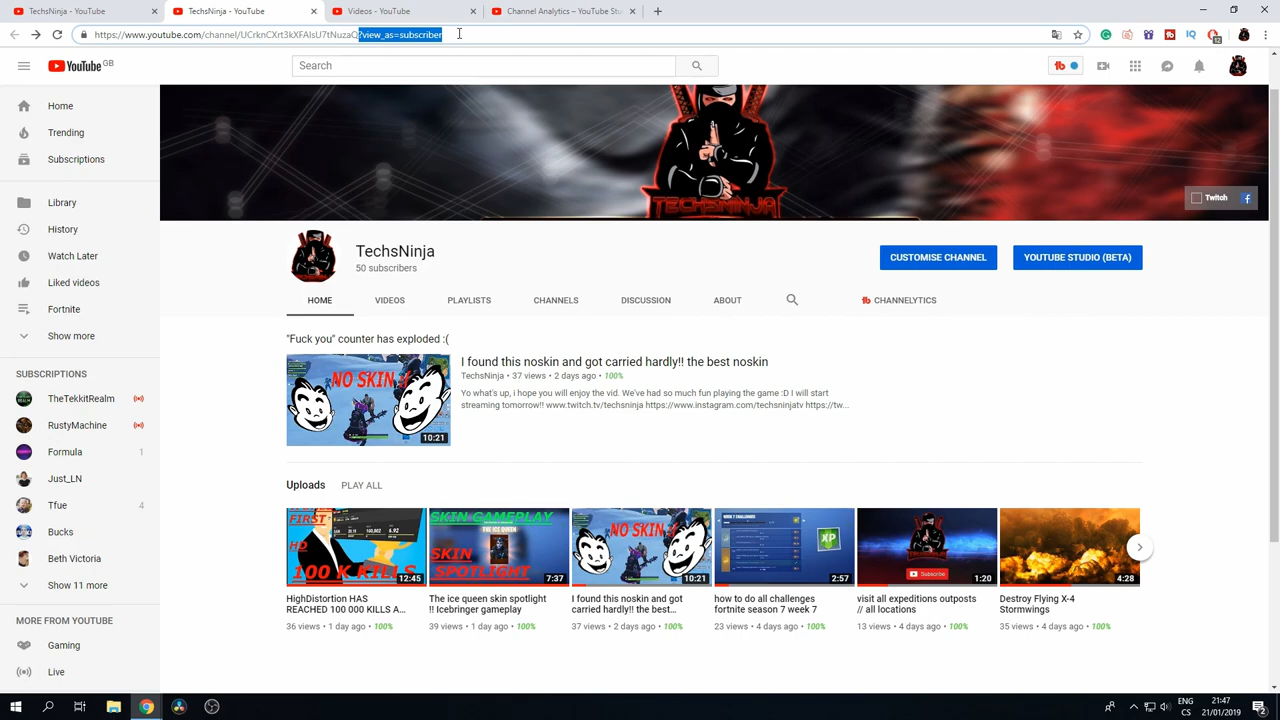 TechsNinja - YouTube
TechsNinja - YouTube
Videos - YouTube
Channel Analytics – YouTube Stu
https://www.youtube.com/channel/UCrknCXrt3kXFAlsU7tNuzaQ?view_as=subscriber
12
YouTube GB
Search
Home
Trending
Subscriptions
Library
History
Watch Later
Liked videos
Fortnite
Show more
SUBSCRIPTIONS
TheTekkitRealm
RustyMachine
Formula 1
Just_LN
Tfue 4
Beth Victoria
Show 11 more
MORE FROM YOUTUBE
Gaming
Live
TECHSNINJA
Twitch
TechsNinja
50 subscribers
CUSTOMISE CHANNEL
YOUTUBE STUDIO (BETA)
HOME
VIDEOS
PLAYLISTS
CHANNELS
DISCUSSION
ABOUT
CHANNELYTICS
"Fuck you" counter has exploded :(
NO SKIN !!
10:21
I found this noskin and got carried hardly!! the best noskin
TechsNinja • 37 views • 2 days ago • 100%
Yo what's up, i hope you will enjoy the vid. We've had so much fun playing the game :D I will start
streaming tomorrow!! www.twitch.tv/techsninja https://www.instagram.com/techsninjatv https://tw...
Uploads PLAY ALL
FIRST
100 K KILLS
12:45
SKIN GAMEPLAY
THE ICE QUEEN
SKIN
SPOTLIGHT
7:37
NO SKIN !!
10:21
XP
2:57
Subscribe
1:20
4:28
HighDistortion HAS
REACHED 100 000 KILLS A...
36 views • 1 day ago • 100%
The ice queen skin spotlight
!! Icebringer gameplay
39 views • 1 day ago • 100%
I found this noskin and got
carried hardly!! the best...
37 views • 2 days ago • 100%
how to do all challenges
fortnite season 7 week 7
23 views • 4 days ago • 100%
visit all expeditions outposts
// all locations
13 views • 4 days ago • 100%
Destroy Flying X-4
Stormwings
35 views • 4 days ago • 100%
ENG
CS
21:47
21/01/2019
2